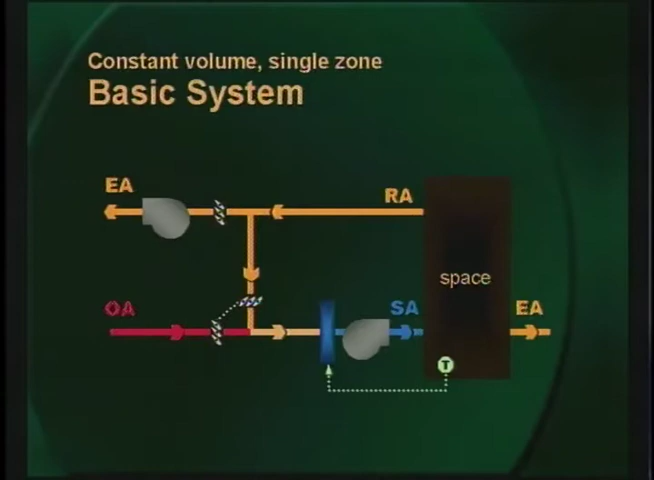 Constant volume, single zone
Basic System
EA
RA
space
OA
SA
EA
T